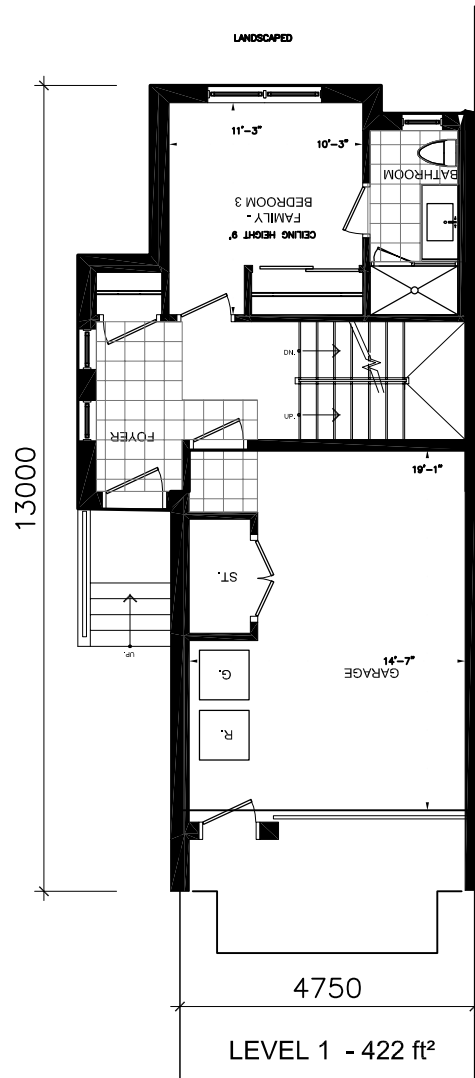 LANDSCAPED
11'-3"
10'-3"
BATHROOM
FAMILY -
BEDROOM 3
CEILING HEIGHT 9'
DN.
UP.
FOYER
13000
19'-1"
ST.
UP.
G.
14'-7"
GARAGE
R.
4750
LEVEL 1 - 422 ft²